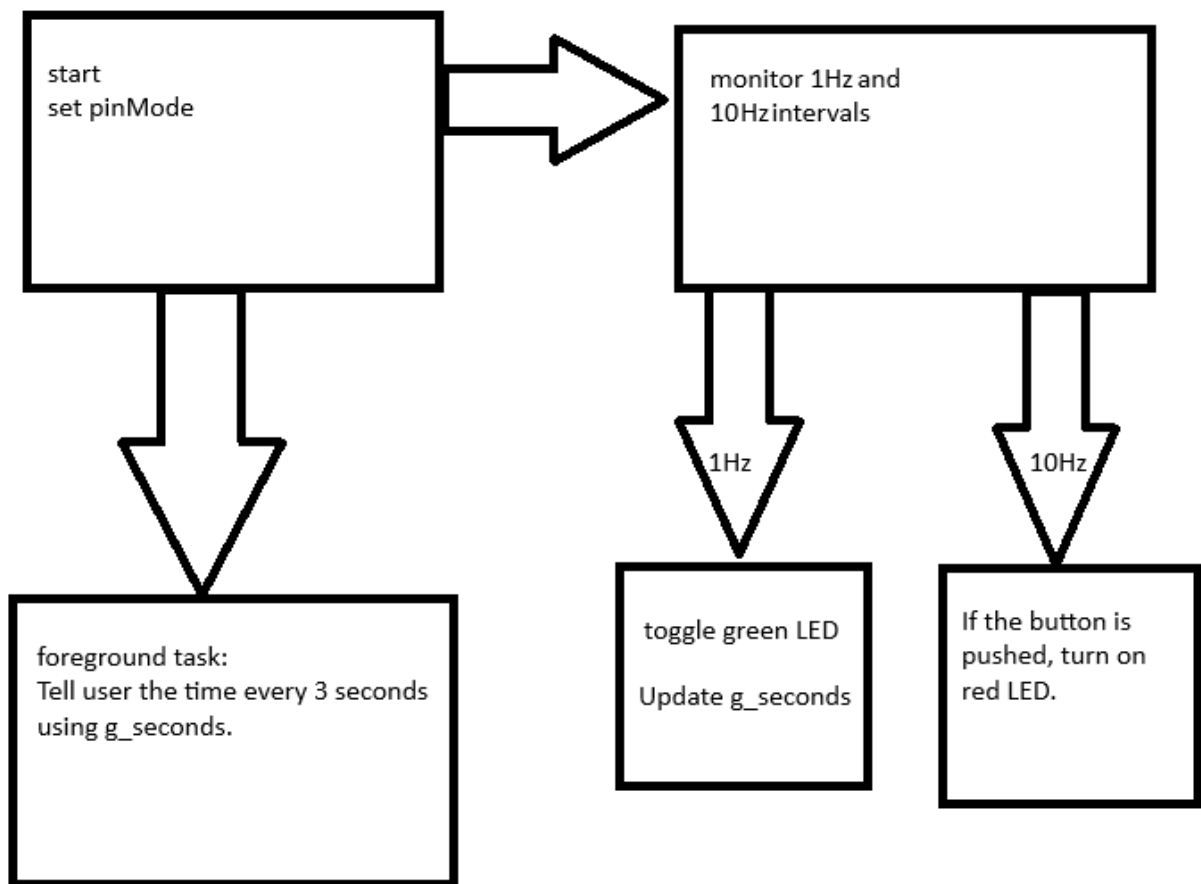 start
set pinMode
monitor 1Hz and
10Hz intervals
1Hz
10Hz
foreground task:
Tell user the time every 3 seconds
using g_seconds.
toggle green LED
Update g_seconds
If the button is
pushed, turn on
red LED.